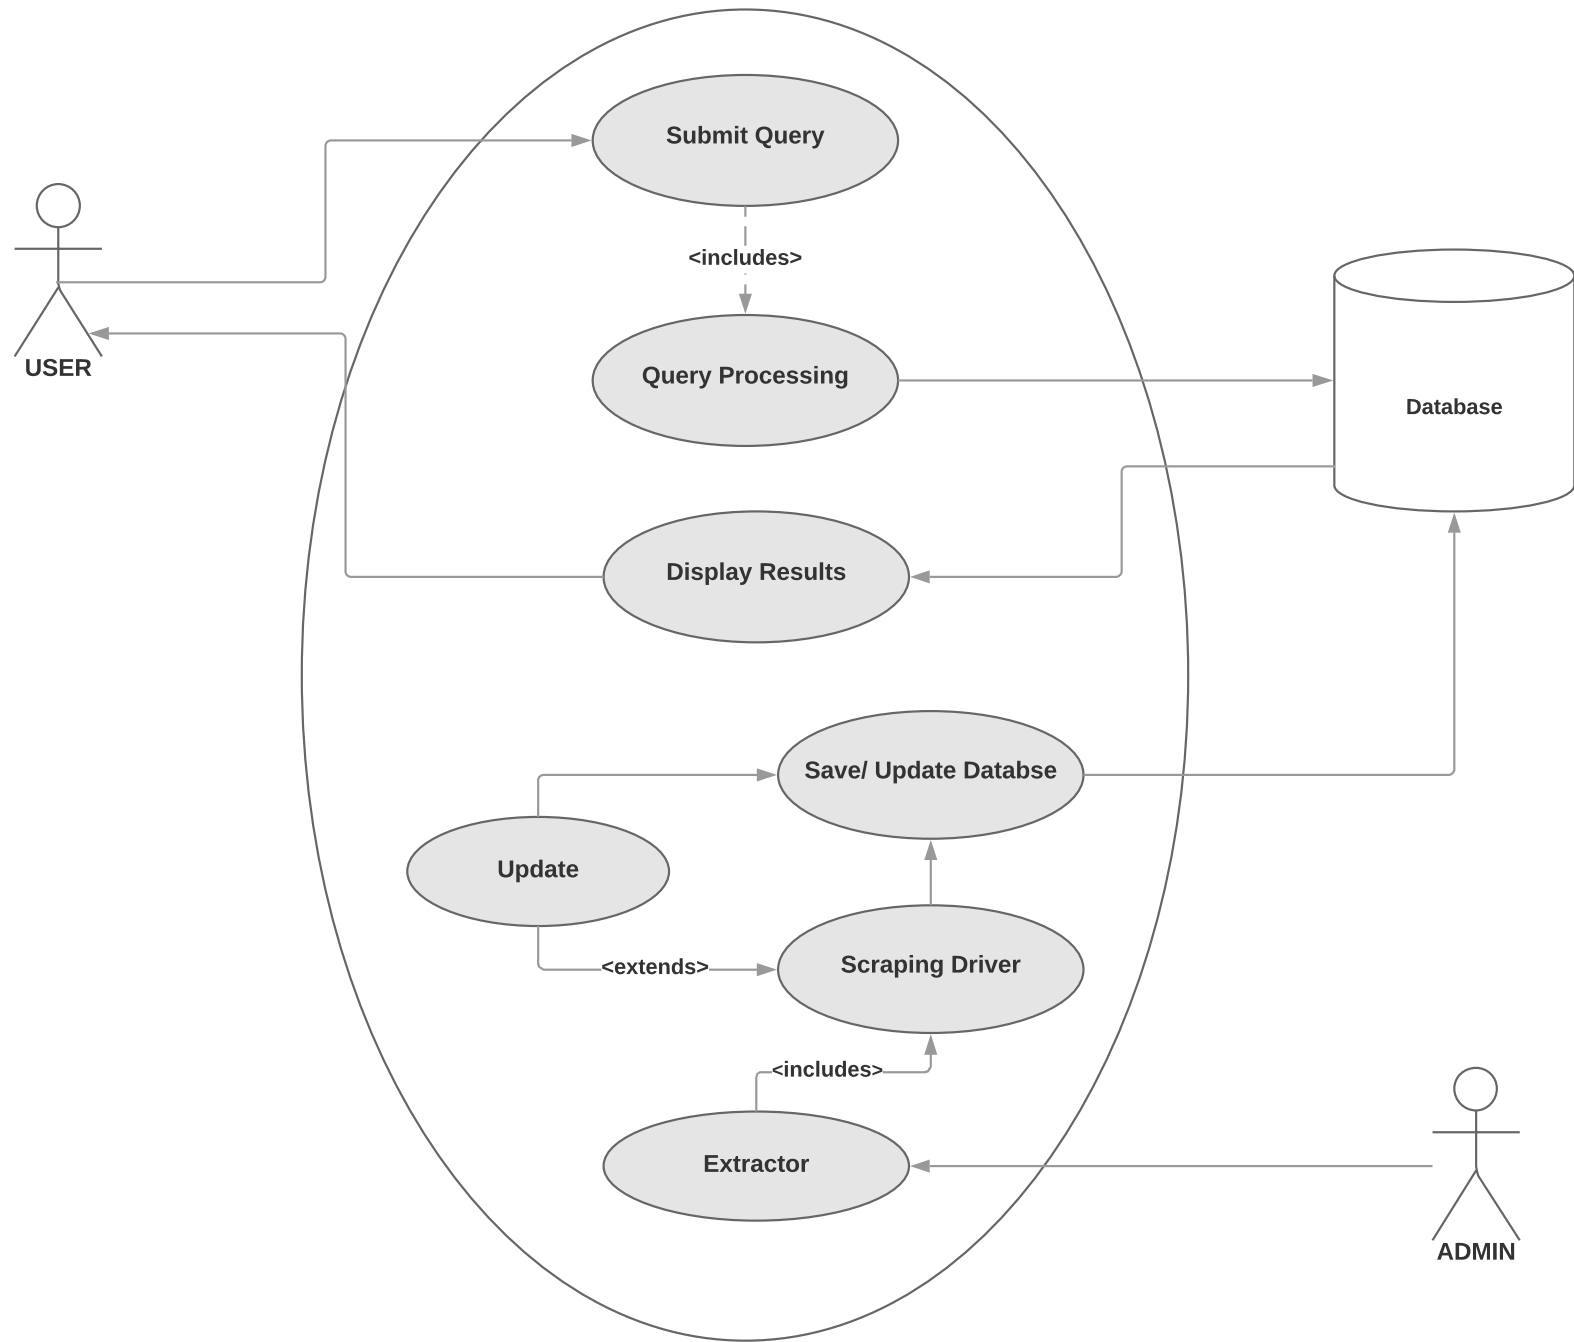 Submit Query
<includes>
USER
Query Processing
Database
Display Results
Save/ Update Databse
Update
<extends>
Scraping Driver
<includes>
Extractor
ADMIN